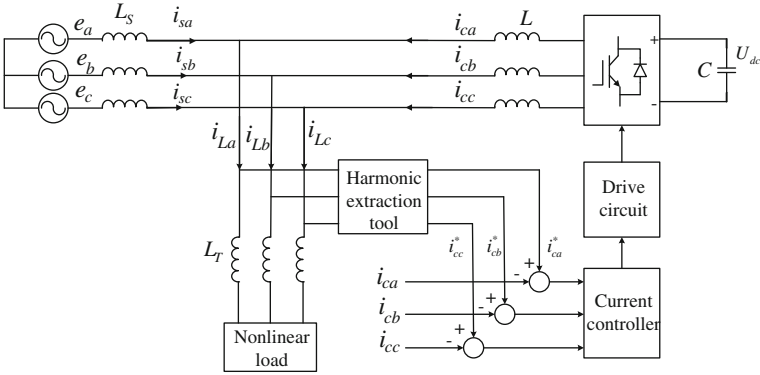 L_S
i_sa
i_ca
L
e_a
+
U_dc
e_b
i_sb
i_cb
C
e_c
i_sc
i_cc
-
i_La
i_Lb
i_Lc
Harmonic
extraction
tool
Drive
circuit
i*_cc
i*_cb
i*_ca
L_T
i_ca
-
+
Current
controller
i_cb
-
+
i_cc
-
+
Nonlinear
load